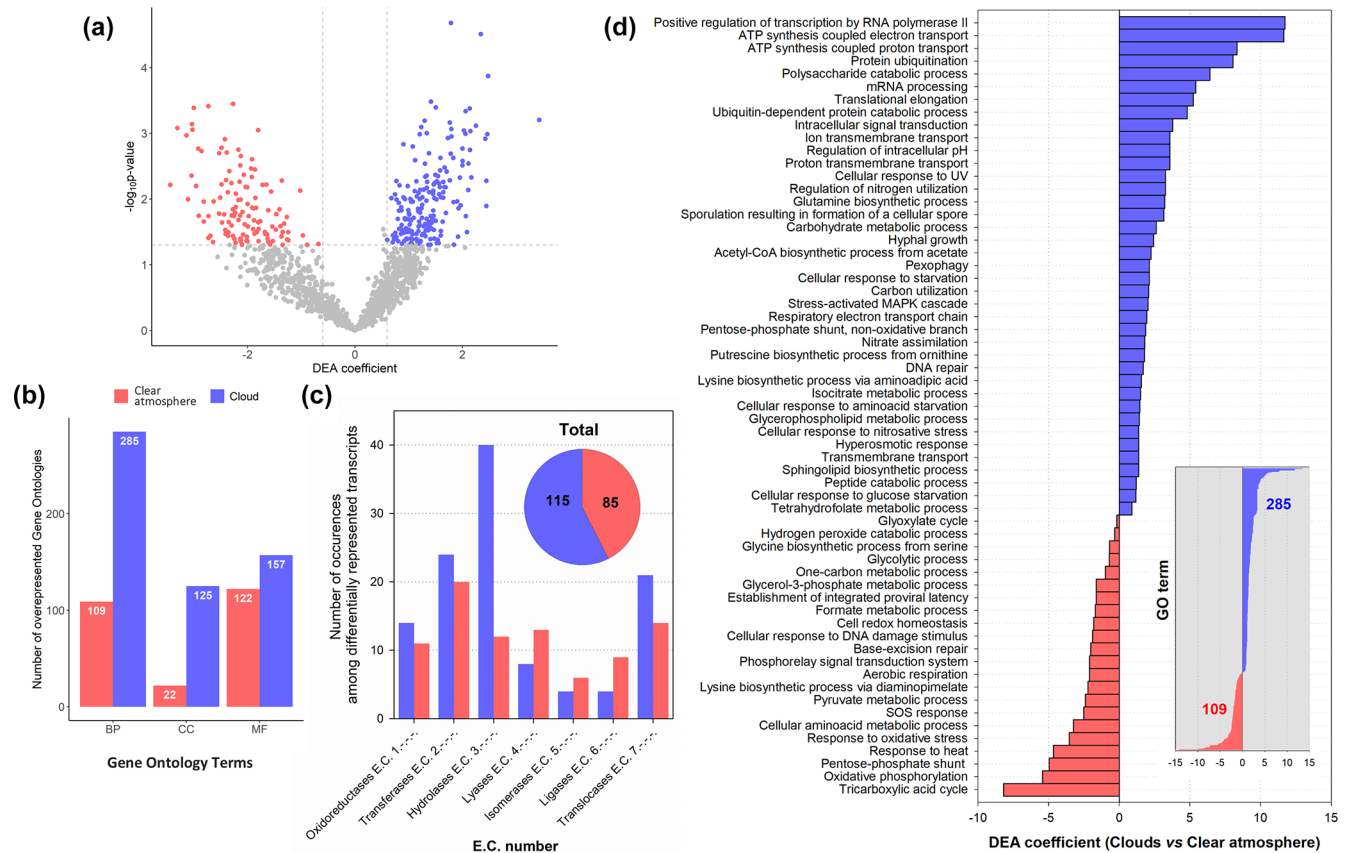 (a)
-log10p-value
4
3
2
1
0
-2
0
2
DEA coefficient
(b)
Clear
atmosphere
Cloud
Number of overepresented Gene Ontologies
200
100
0
109
285
22
125
122
157
BP
CC
MF
Gene Ontology Terms
(c)
Number of occurences
among differentially represented transcripts
40
30
20
10
0
Total
115
85
Oxidoreductases E.C. 1.-.-.-.
Transferases E.C. 2.-.-.-.
Hydrolases E.C. 3.-.-.-.
Lyases E.C. 4.-.-.-.
Isomerases E.C. 5.-.-.-.
Ligases E.C. 6.-.-.-.
Translocases E.C. 7.-.-.-.
E.C. number
(d)
Positive regulation of transcription by RNA polymerase II
ATP synthesis coupled electron transport
ATP synthesis coupled proton transport
Protein ubiquitination
Polysaccharide catabolic process
mRNA processing
Translational elongation
Ubiquitin-dependent protein catabolic process
Intracellular signal transduction
Ion transmembrane transport
Regulation of intracellular pH
Proton transmembrane transport
Cellular response to UV
Regulation of nitrogen utilization
Glutamine biosynthetic process
Sporulation resulting in formation of a cellular spore
Carbohydrate metabolic process
Hyphal growth
Acetyl-CoA biosynthetic process from acetate
Pexophagy
Cellular response to starvation
Carbon utilization
Stress-activated MAPK cascade
Respiratory electron transport chain
Pentose-phosphate shunt, non-oxidative branch
Nitrate assimilation
Putrescine biosynthetic process from ornithine
DNA repair
Lysine biosynthetic process via aminoadipic acid
Isocitrate metabolic process
Cellular response to aminoacid starvation
Glycerophospholipid metabolic process
Cellular response to nitrosative stress
Hyperosmotic response
Transmembrane transport
Sphingolipid biosynthetic process
Peptide catabolic process
Cellular response to glucose starvation
Tetrahydrofolate metabolic process
Glyoxylate cycle
Hydrogen peroxide catabolic process
Glycine biosynthetic process from serine
Glycolytic process
One-carbon metabolic process
Glycerol-3-phosphate metabolic process
Establishment of integrated proviral latency
Formate metabolic process
Cell redox homeostasis
Cellular response to DNA damage stimulus
Base-excision repair
Phosphorelay signal transduction system
Aerobic respiration
Lysine biosynthetic process via diaminopimelate
Pyruvate metabolic process
SOS response
Cellular aminoacid metabolic process
Response to oxidative stress
Response to heat
Pentose-phosphate shunt
Oxidative phosphorylation
Tricarboxylic acid cycle
-10
-5
0
5
10
15
DEA coefficient (Clouds vs Clear atmosphere)
GO term
285
109
-15
-10
-5
0
5
10
15